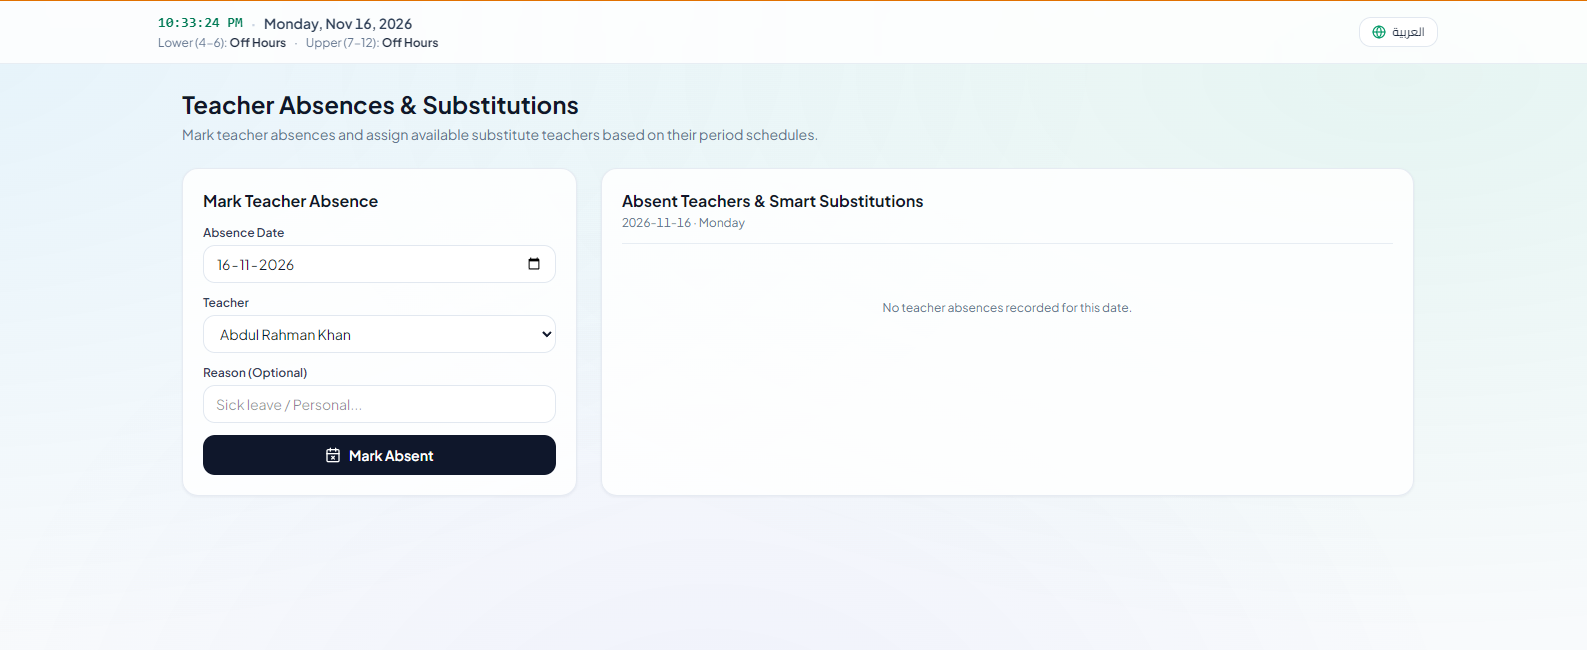 10:33:24 PM · Monday, Nov 16, 2026
Lower (4–6): Off Hours · Upper (7–12): Off Hours
العربية
Teacher Absences & Substitutions
Mark teacher absences and assign available substitute teachers based on their period schedules.
Mark Teacher Absence
Absence Date
16-11-2026
Teacher
Abdul Rahman Khan
Reason (Optional)
Sick leave / Personal...
Mark Absent
Absent Teachers & Smart Substitutions
2026-11-16 · Monday
No teacher absences recorded for this date.